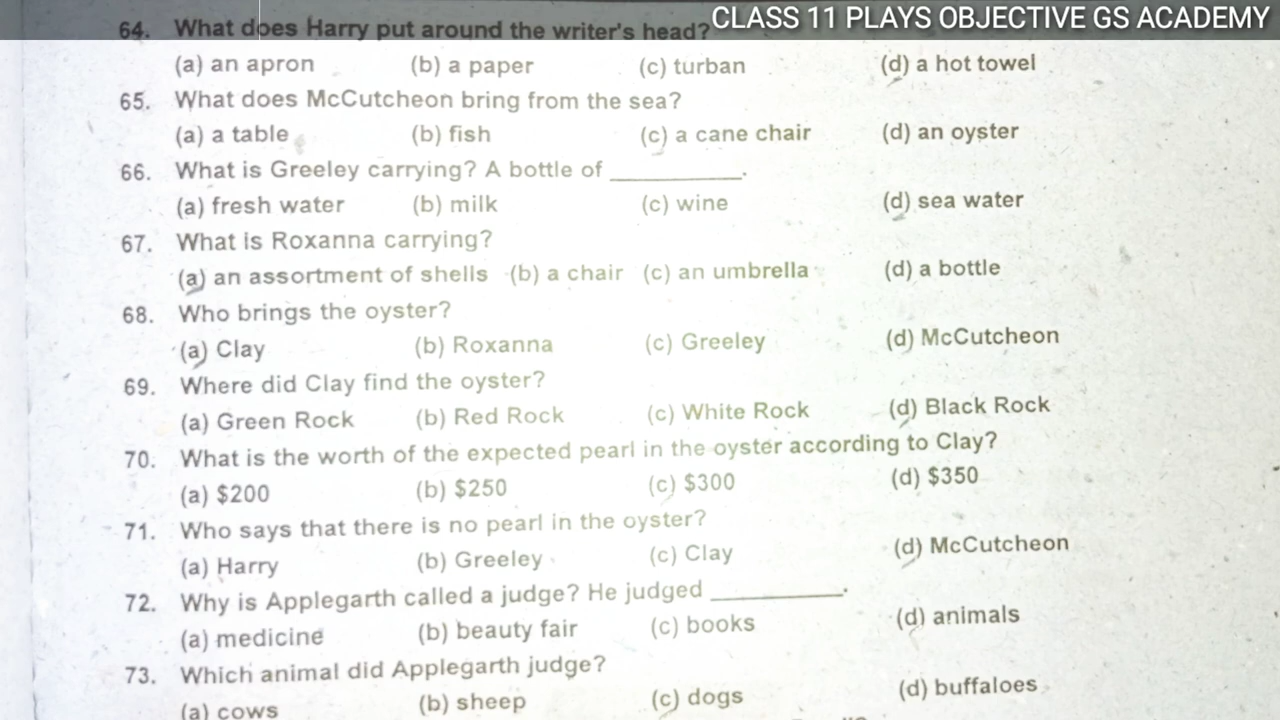 CLASS 11 PLAYS OBJECTIVE GS ACADEMY
64. What does Harry put around the writer's head?
(a) an apron (b) a paper (c) turban (d) a hot towel
65. What does McCutcheon bring from the sea?
(a) a table (b) fish (c) a cane chair (d) an oyster
66. What is Greeley carrying? A bottle of ________.
(a) fresh water (b) milk (c) wine (d) sea water
67. What is Roxanna carrying?
(a) an assortment of shells (b) a chair (c) an umbrella (d) a bottle
68. Who brings the oyster?
(a) Clay (b) Roxanna (c) Greeley (d) McCutcheon
69. Where did Clay find the oyster?
(a) Green Rock (b) Red Rock (c) White Rock (d) Black Rock
70. What is the worth of the expected pearl in the oyster according to Clay?
(a) $200 (b) $250 (c) $300 (d) $350
71. Who says that there is no pearl in the oyster?
(a) Harry (b) Greeley (c) Clay (d) McCutcheon
72. Why is Applegarth called a judge? He judged ________.
(a) medicine (b) beauty fair (c) books (d) animals
73. Which animal did Applegarth judge?
(a) cows (b) sheep (c) dogs (d) buffaloes